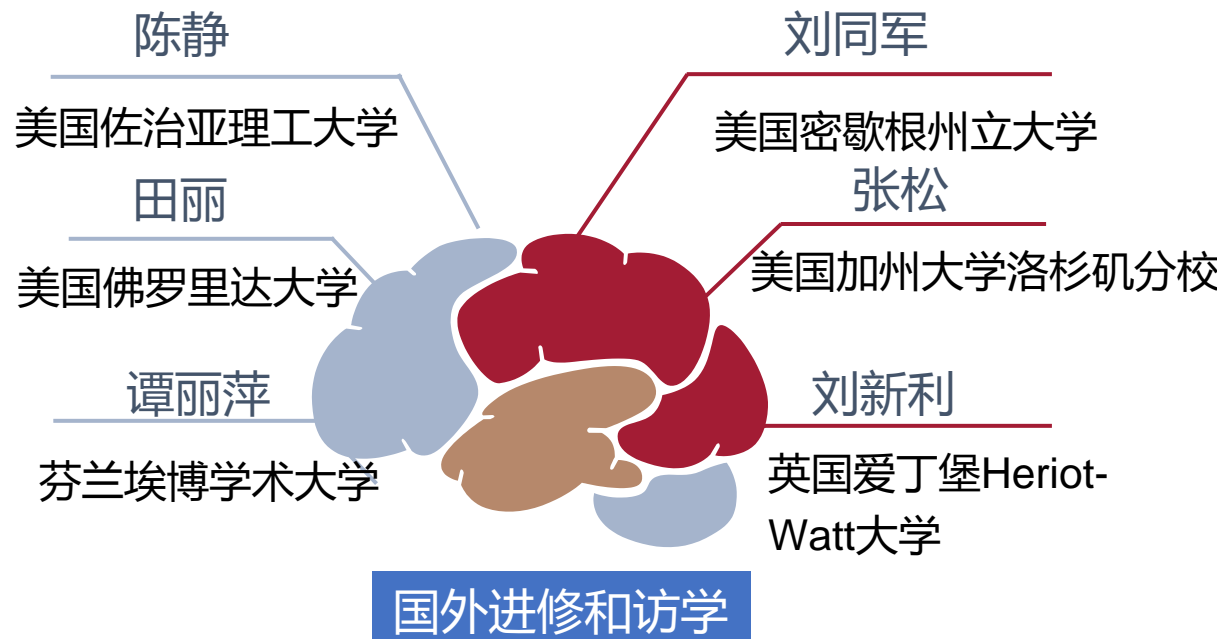 陈静
美国佐治亚理工大学
田丽
美国佛罗里达大学
谭丽萍
芬兰埃博学术大学
刘同军
美国密歇根州立大学
张松
美国加州大学洛杉矶分校
刘新利
英国爱丁堡Heriot-
Watt大学
国外进修和访学